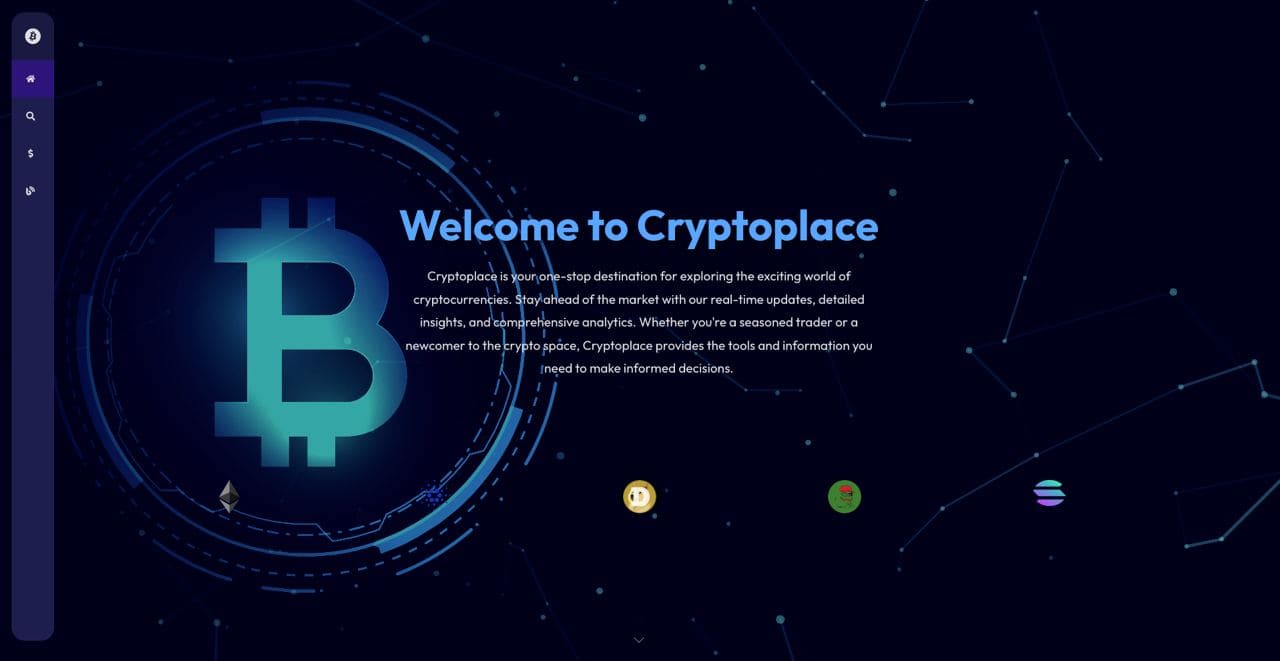 Welcome to Cryptoplace
Cryptoplace is your one-stop destination for exploring the exciting world of
cryptocurrencies. Stay ahead of the market with our real-time updates, detailed
insights, and comprehensive analytics. Whether you're a seasoned trader or a
newcomer to the crypto space, Cryptoplace provides the tools and information you
need to make informed decisions.